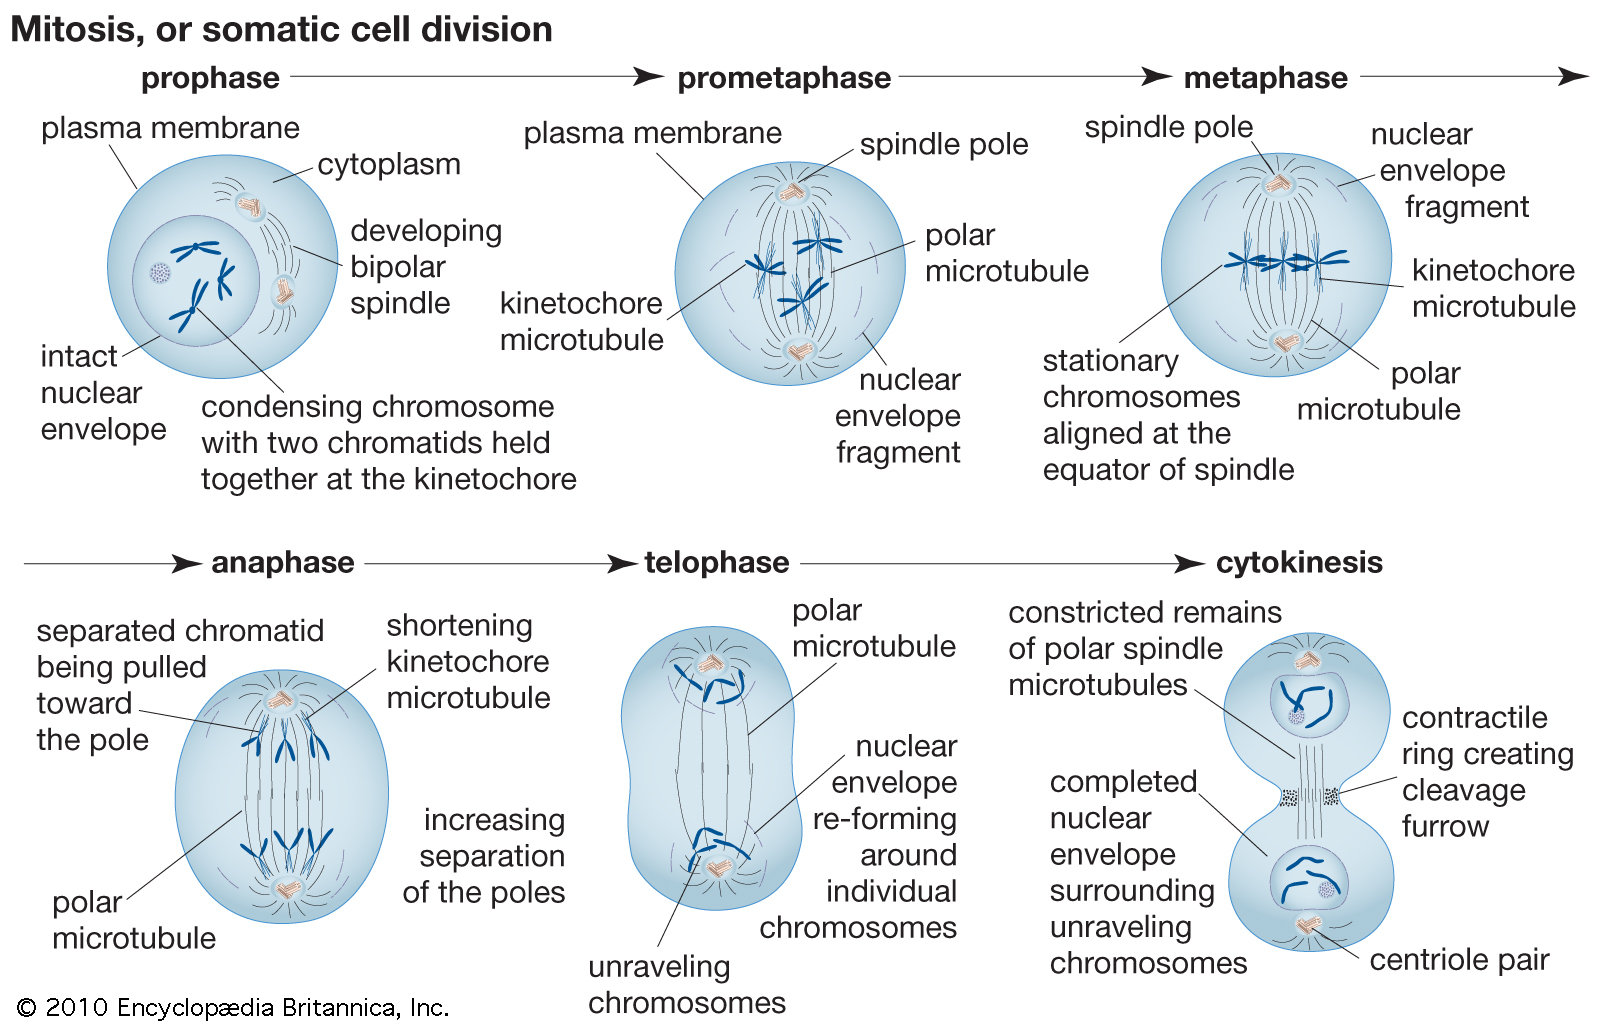 Mitosis, or somatic cell division
prophase
prometaphase
metaphase
plasma membrane
cytoplasm
developing
bipolar
spindle
intact
nuclear
envelope
condensing chromosome
with two chromatids held
together at the kinetochore
plasma membrane
spindle pole
polar
microtubule
kinetochore
microtubule
nuclear
envelope
fragment
spindle pole
nuclear
envelope
fragment
kinetochore
microtubule
stationary
chromosomes
aligned at the
equator of spindle
polar
microtubule
anaphase
telophase
cytokinesis
separated chromatid
being pulled
toward
the pole
shortening
kinetochore
microtubule
increasing
separation
of the poles
polar
microtubule
polar
microtubule
nuclear
envelope
re-forming
around
individual
chromosomes
unraveling
chromosomes
constricted remains
of polar spindle
microtubules
contractile
ring creating
cleavage
furrow
completed
nuclear
envelope
surrounding
unraveling
chromosomes
centriole pair
© 2010 Encyclopædia Britannica, Inc.